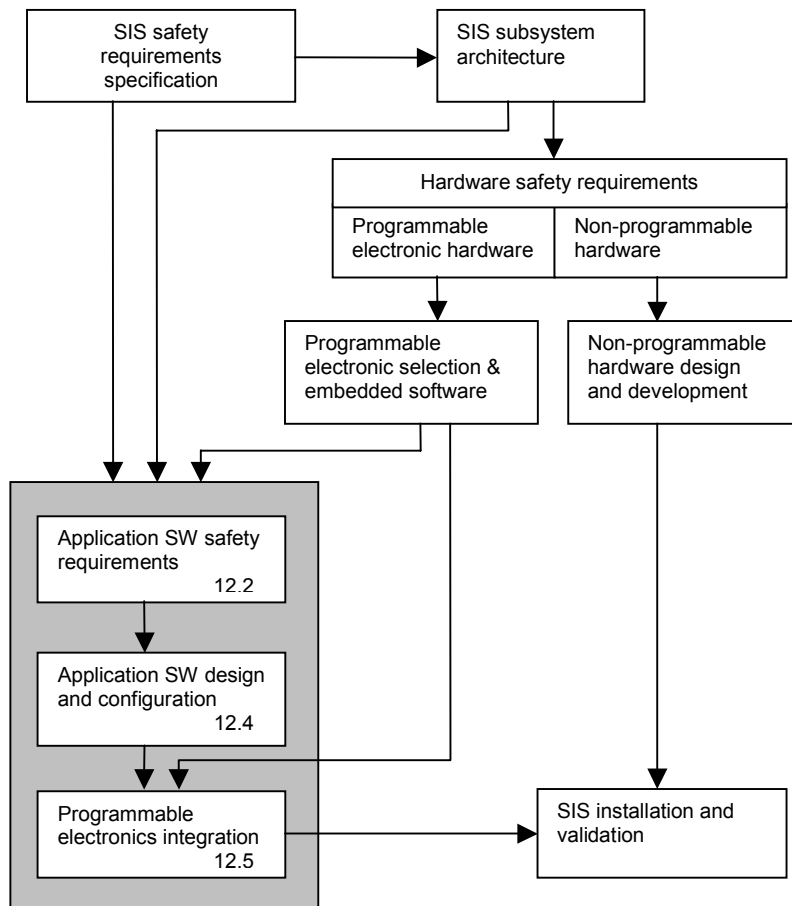 SIS safety
requirements
specification
SIS subsystem
architecture
Hardware safety requirements
Programmable
electronic hardware
Non-programmable
hardware
Programmable
electronic selection &
embedded software
Non-programmable
hardware design
and development
Application SW safety
requirements
12.2
Application SW design
and configuration
12.4
Programmable
electronics integration
12.5
SIS installation and
validation